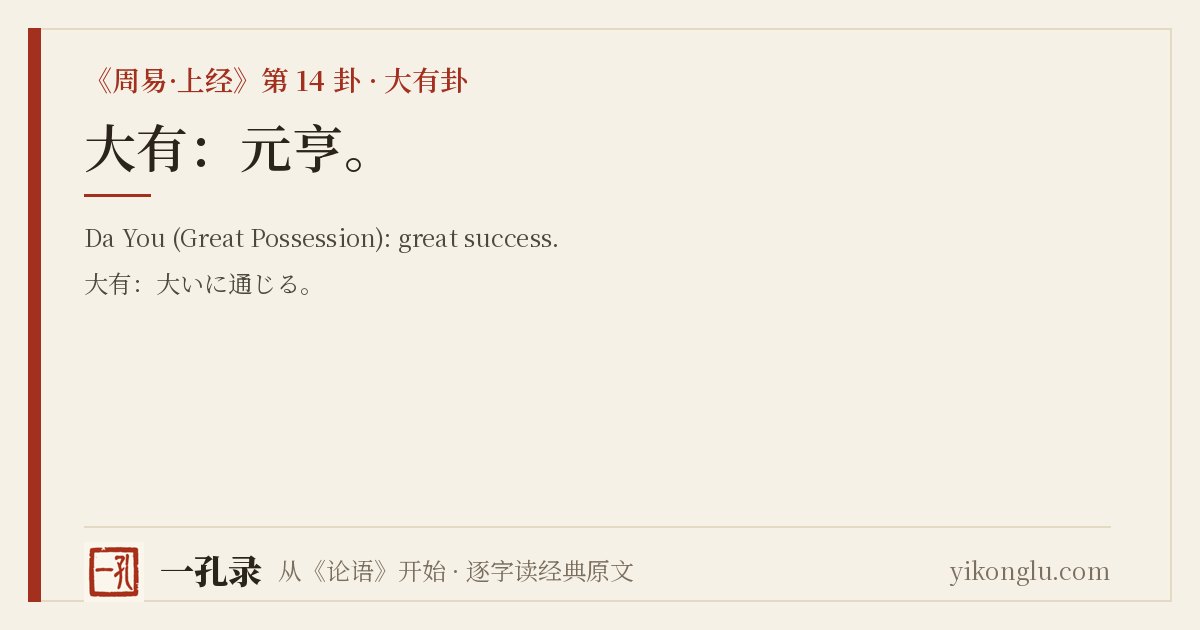 《周易·上经》第 14 卦 · 大有卦
大有：元亨。
Da You (Great Possession): great success.
大有：大いに通じる。
一孔
一孔录 从《论语》开始 · 逐字读经典原文 yikonglu.com